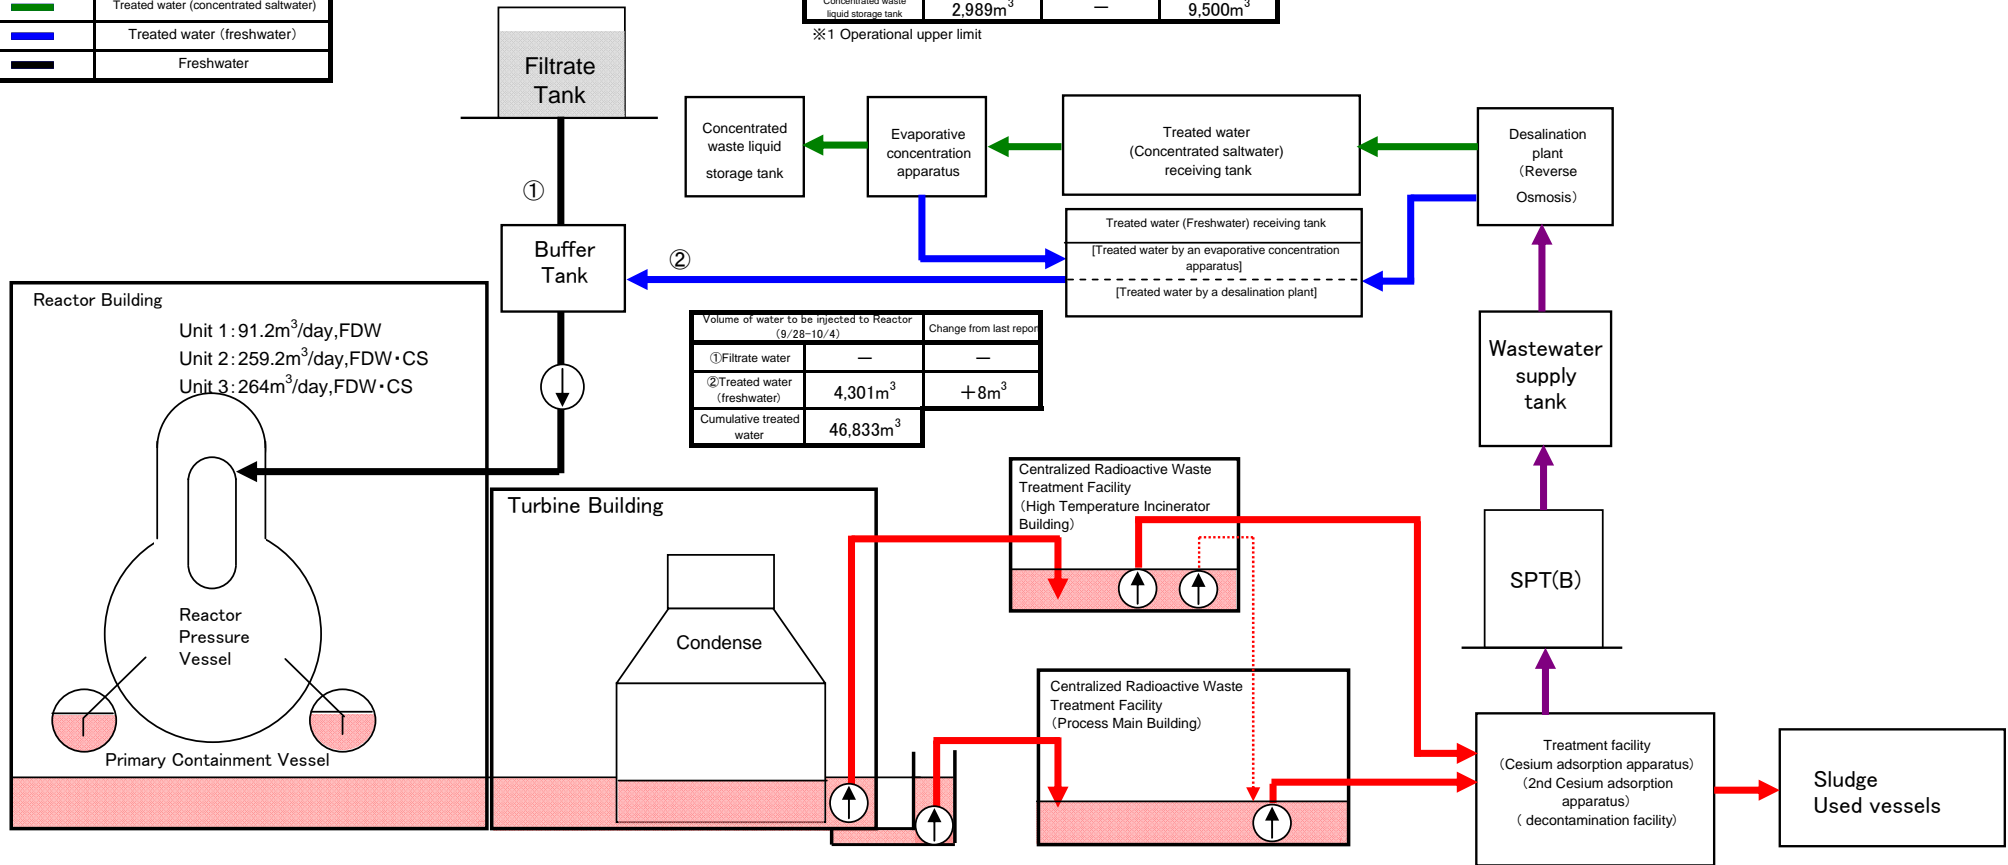 Treated water (concentrated saltwater)
Treated water (freshwater)
Freshwater
Concentrated waste
liquid storage tank
2,989m³
—
9,500m³
※1 Operational upper limit
Filtrate
Tank
①
Buffer
Tank
②
Concentrated
waste liquid
storage tank
Evaporative
concentration
apparatus
Treated water
(Concentrated saltwater)
receiving tank
Desalination
plant
(Reverse
Osmosis)
Treated water (Freshwater) receiving tank
[Treated water by an evaporative concentration
apparatus]
[Treated water by a desalination plant]
Reactor Building
Unit 1：91.2m³/day,FDW
Unit 2：259.2m³/day,FDW・CS
Unit 3：264m³/day,FDW・CS
Volume of water to be injected to Reactor
(9/28-10/4)
Change from last repor
①Filtrate water
—
—
②Treated water
(freshwater)
4,301m³
＋8m³
Cumulative treated
water
46,833m³
Wastewater
supply
tank
Reactor
Pressure
Vessel
Primary Containment Vessel
Turbine Building
Condense
Centralized Radioactive Waste
Treatment Facility
(High Temperature Incinerator
Building)
SPT(B)
Centralized Radioactive Waste
Treatment Facility
(Process Main Building)
Treatment facility
(Cesium adsorption apparatus)
(2nd Cesium adsorption
apparatus)
( decontamination facility)
Sludge
Used vessels